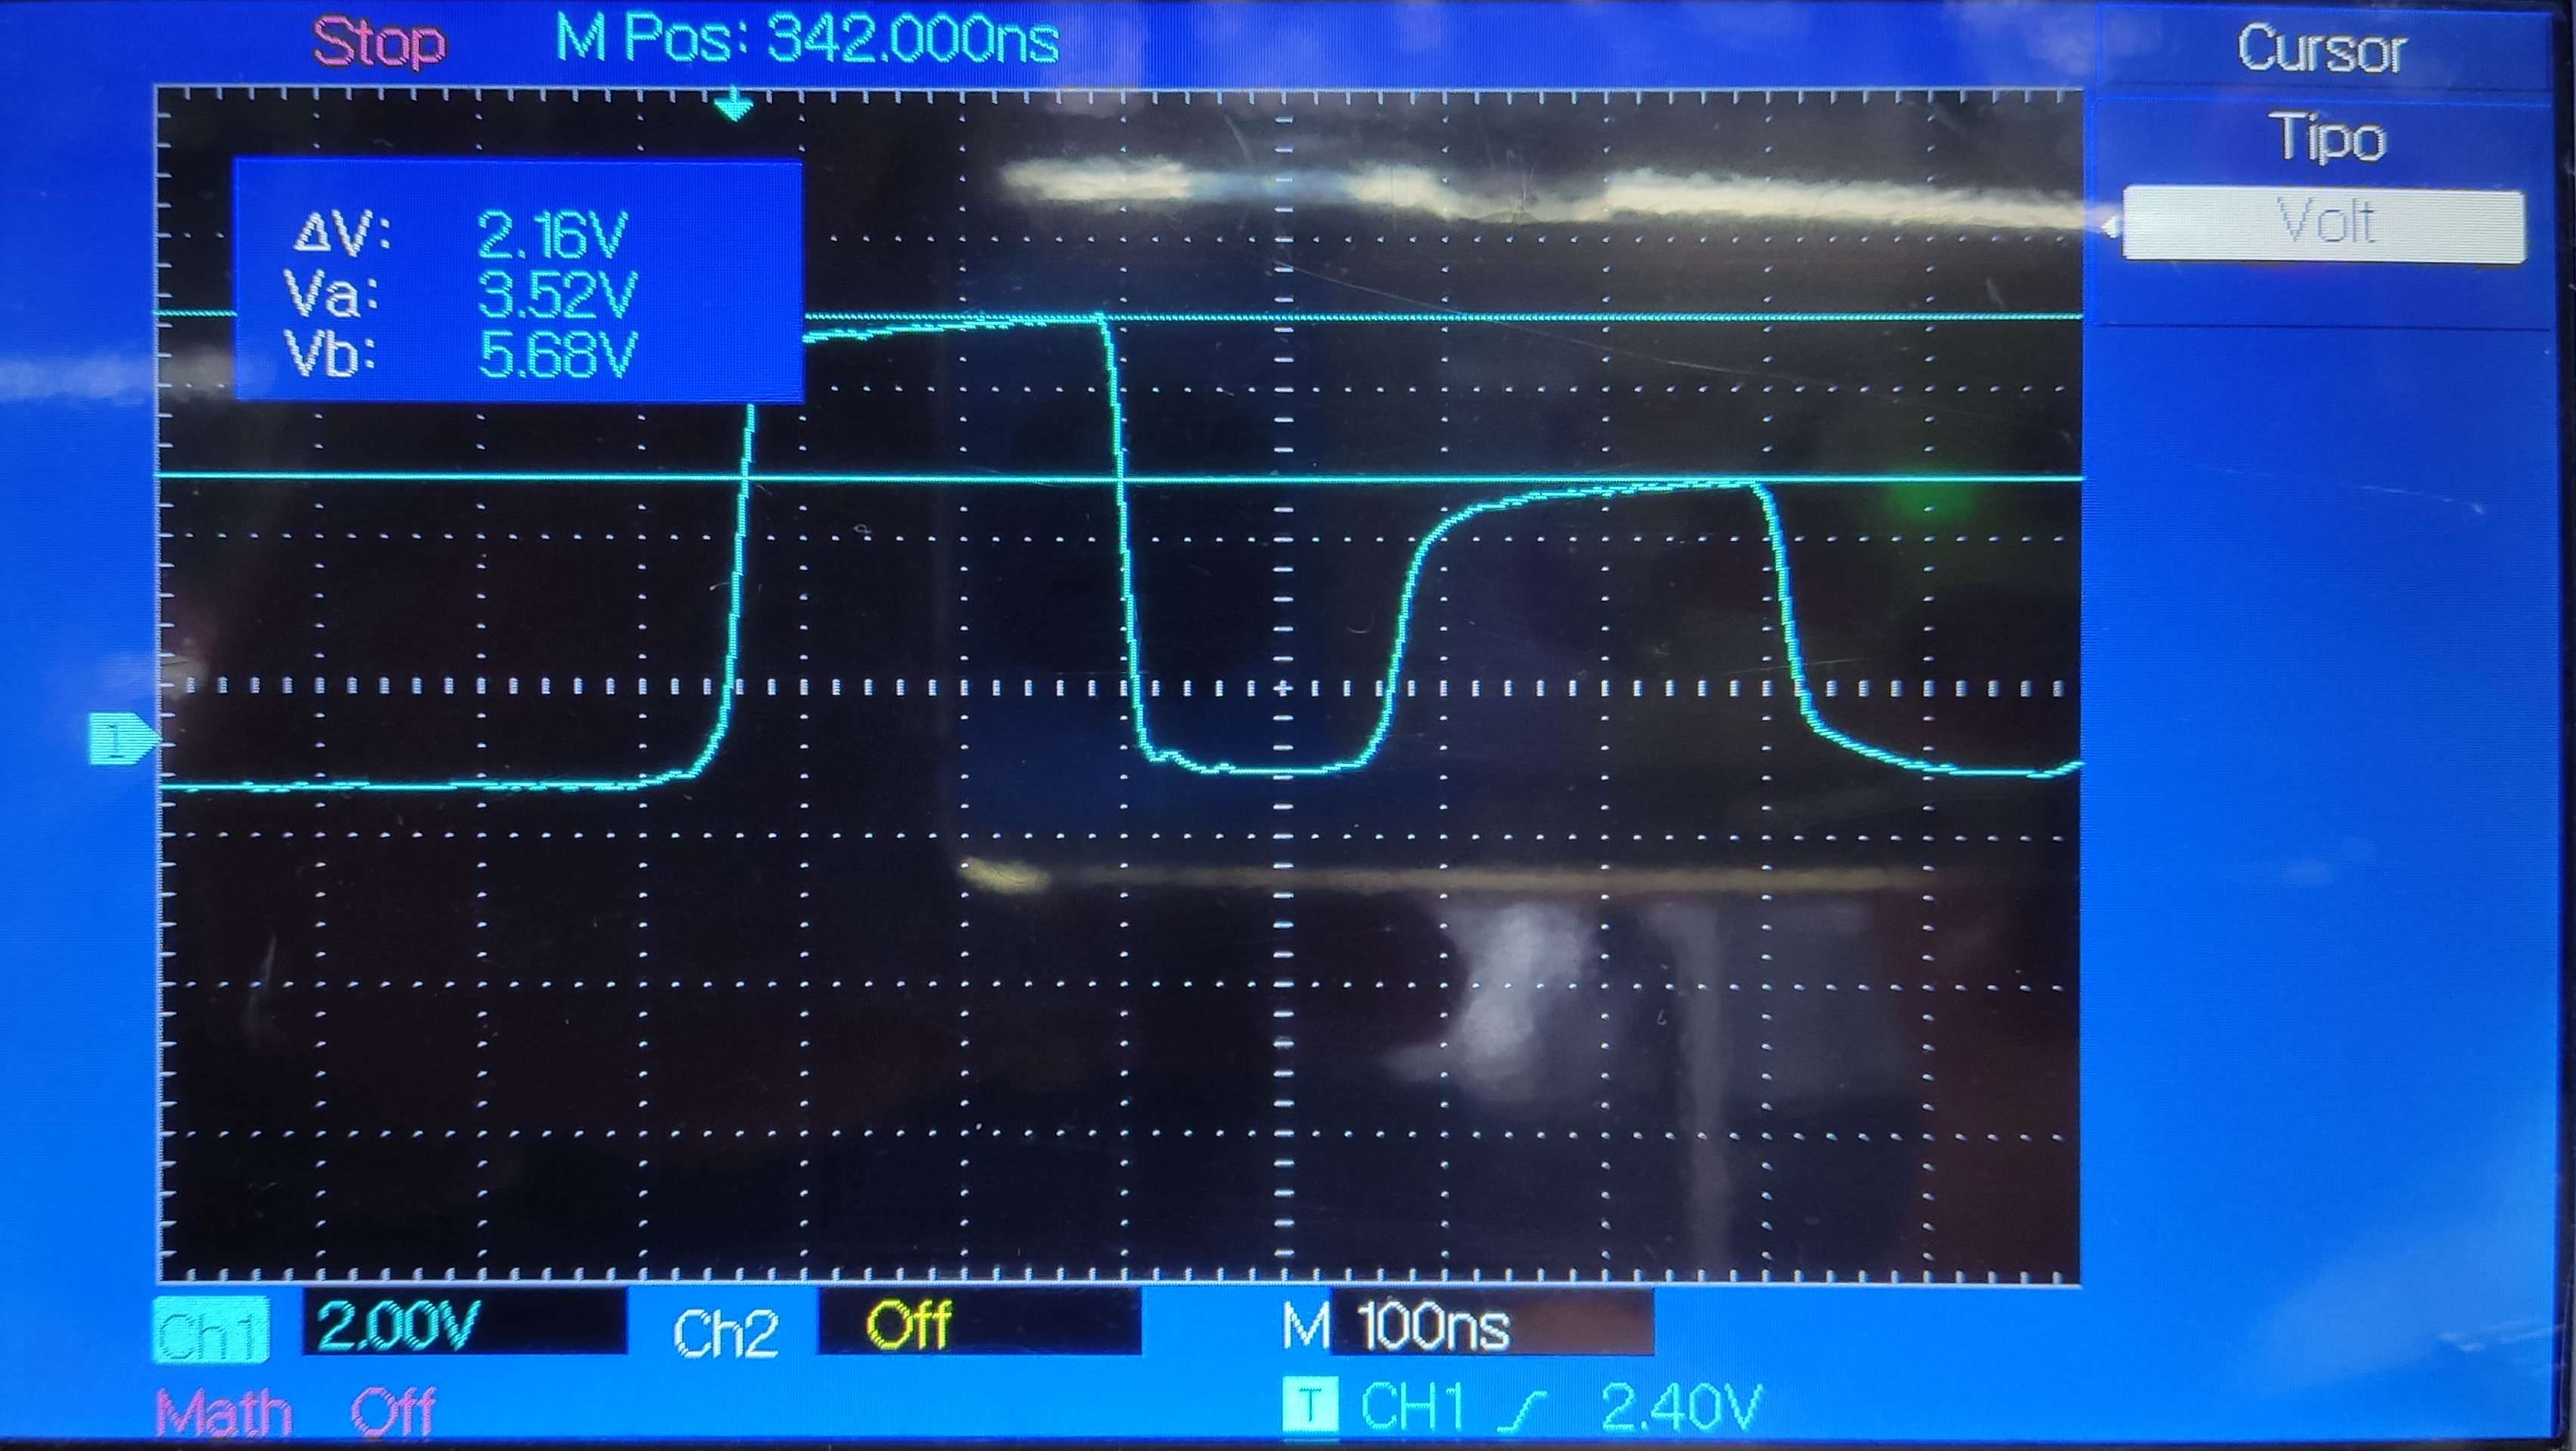 Stop M Pos: 342.000ns
Cursor
Tipo
Volt
ΔV: 2.16V
Va: 3.52V
Vb: 5.68V
1
Ch1 2.00V Ch2 Off M 100ns
Math Off T CH1 2.40V